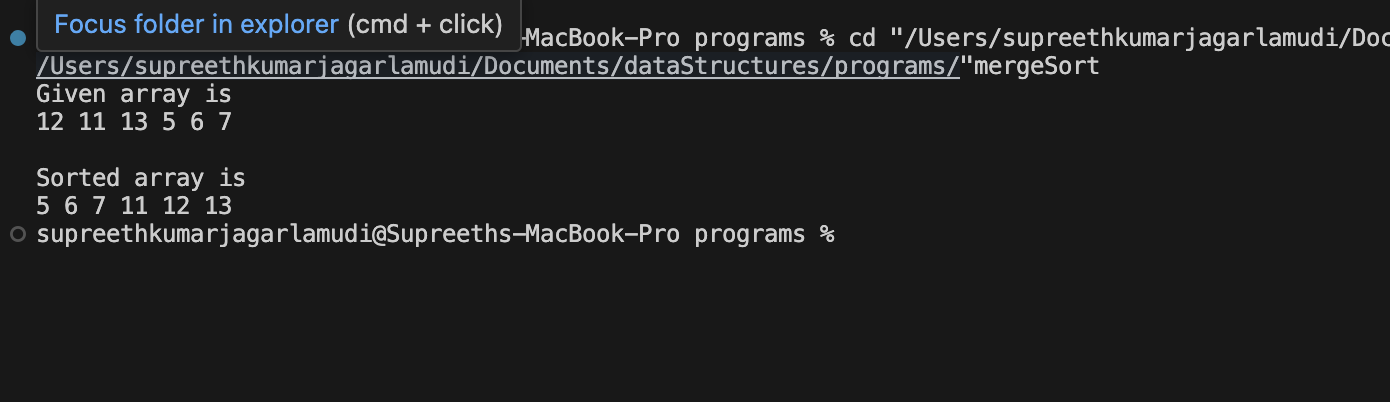 Focus folder in explorer (cmd + click)
-MacBook-Pro programs % cd "/Users/supreethkumarjagarlamudi/Doc
/Users/supreethkumarjagarlamudi/Documents/dataStructures/programs/"mergeSort
Given array is
12 11 13 5 6 7
Sorted array is
5 6 7 11 12 13
supreethkumarjagarlamudi@Supreeths-MacBook-Pro programs %